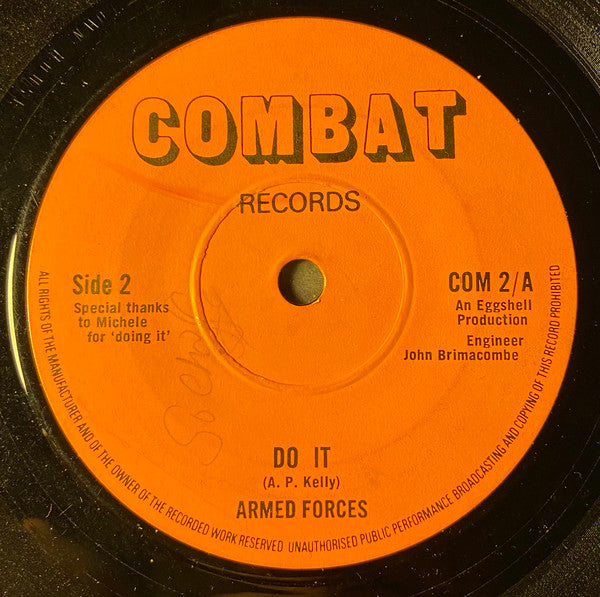 COMBAT
RECORDS
Side 2
Special thanks
to Michele
for 'doing it'
COM 2/A
An Eggshell
Production
Engineer
John Brimacombe
DO IT
(A. P. Kelly)
ARMED FORCES
ALL RIGHTS OF THE MANUFACTURER AND OF THE OWNER OF THE RECORDED WORK RESERVED UNAUTHORISED PUBLIC PERFORMANCE BROADCASTING AND COPYING OF THIS RECORD PROHIBITED